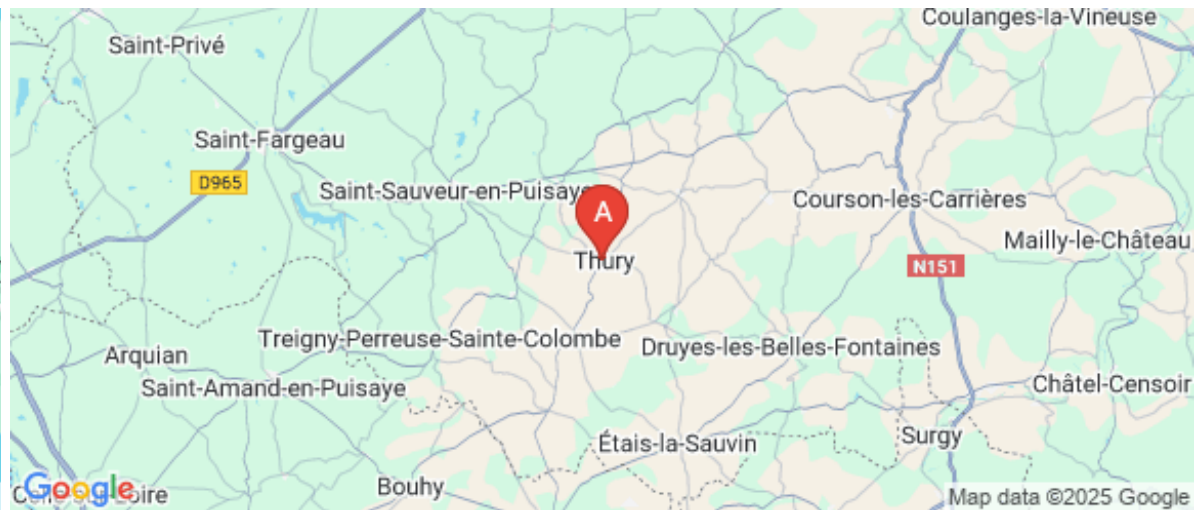 Coulanges-la-Vineuse
Saint-Privé
Saint-Fargeau
D965
Saint-Sauveur-en-Puisaye
Courson-les-Carrières
A
Mailly-le-Château
Thury
N151
Treigny-Perreuse-Sainte-Colombe
Druyes-les-Belles-Fontaines
Arquian
Saint-Amand-en-Puisaye
Châtel-Censoir
Étais-la-Sauvin
Surgy
Bouhy
Google
Loire
Map data ©2025 Google